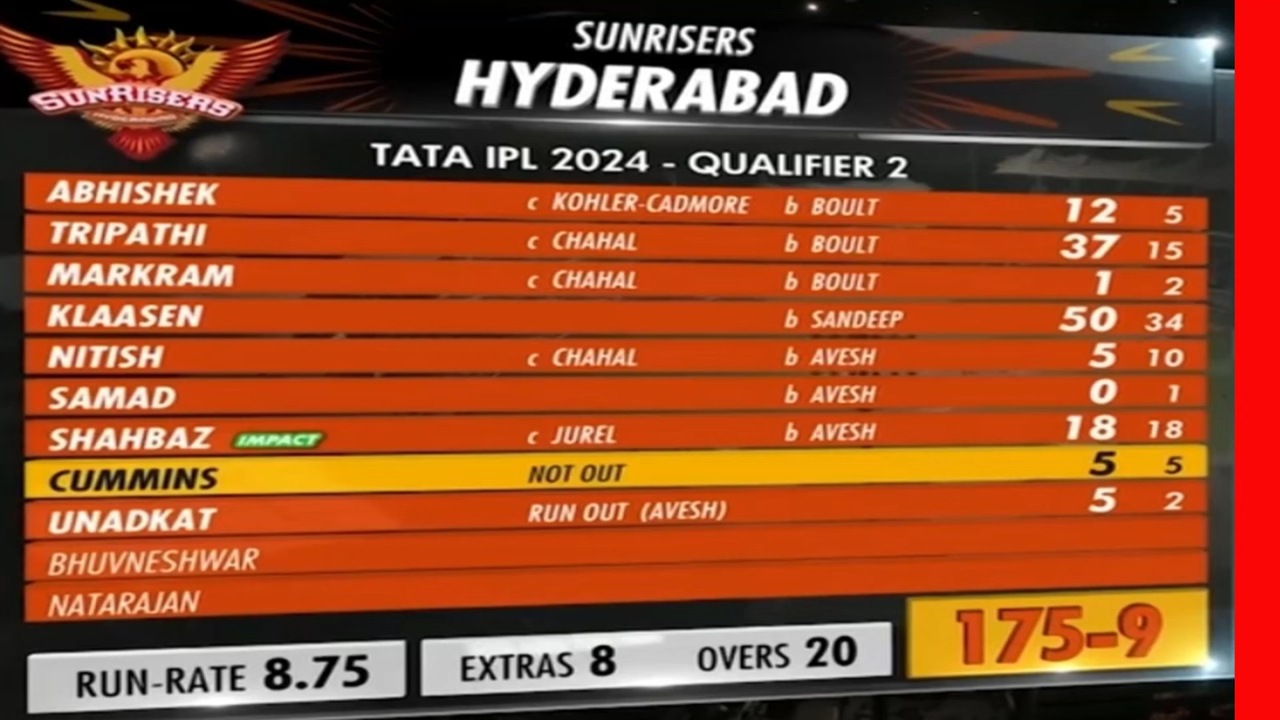 SUNRISERS
SUNRISERS
HYDERABAD
TATA IPL 2024 - QUALIFIER 2
ABHISHEK c KOHLER-CADMORE b BOULT 12 5
TRIPATHI c CHAHAL b BOULT 37 15
MARKRAM c CHAHAL b BOULT 1 2
KLAASEN b SANDEEP 50 34
NITISH c CHAHAL b AVESH 5 10
SAMAD b AVESH 0 1
SHAHBAZ IMPACT c JUREL b AVESH 18 18
CUMMINS NOT OUT 5 5
UNADKAT RUN OUT (AVESH) 5 2
BHUVNESHWAR
NATARAJAN
RUN-RATE 8.75 EXTRAS 8 OVERS 20 175-9